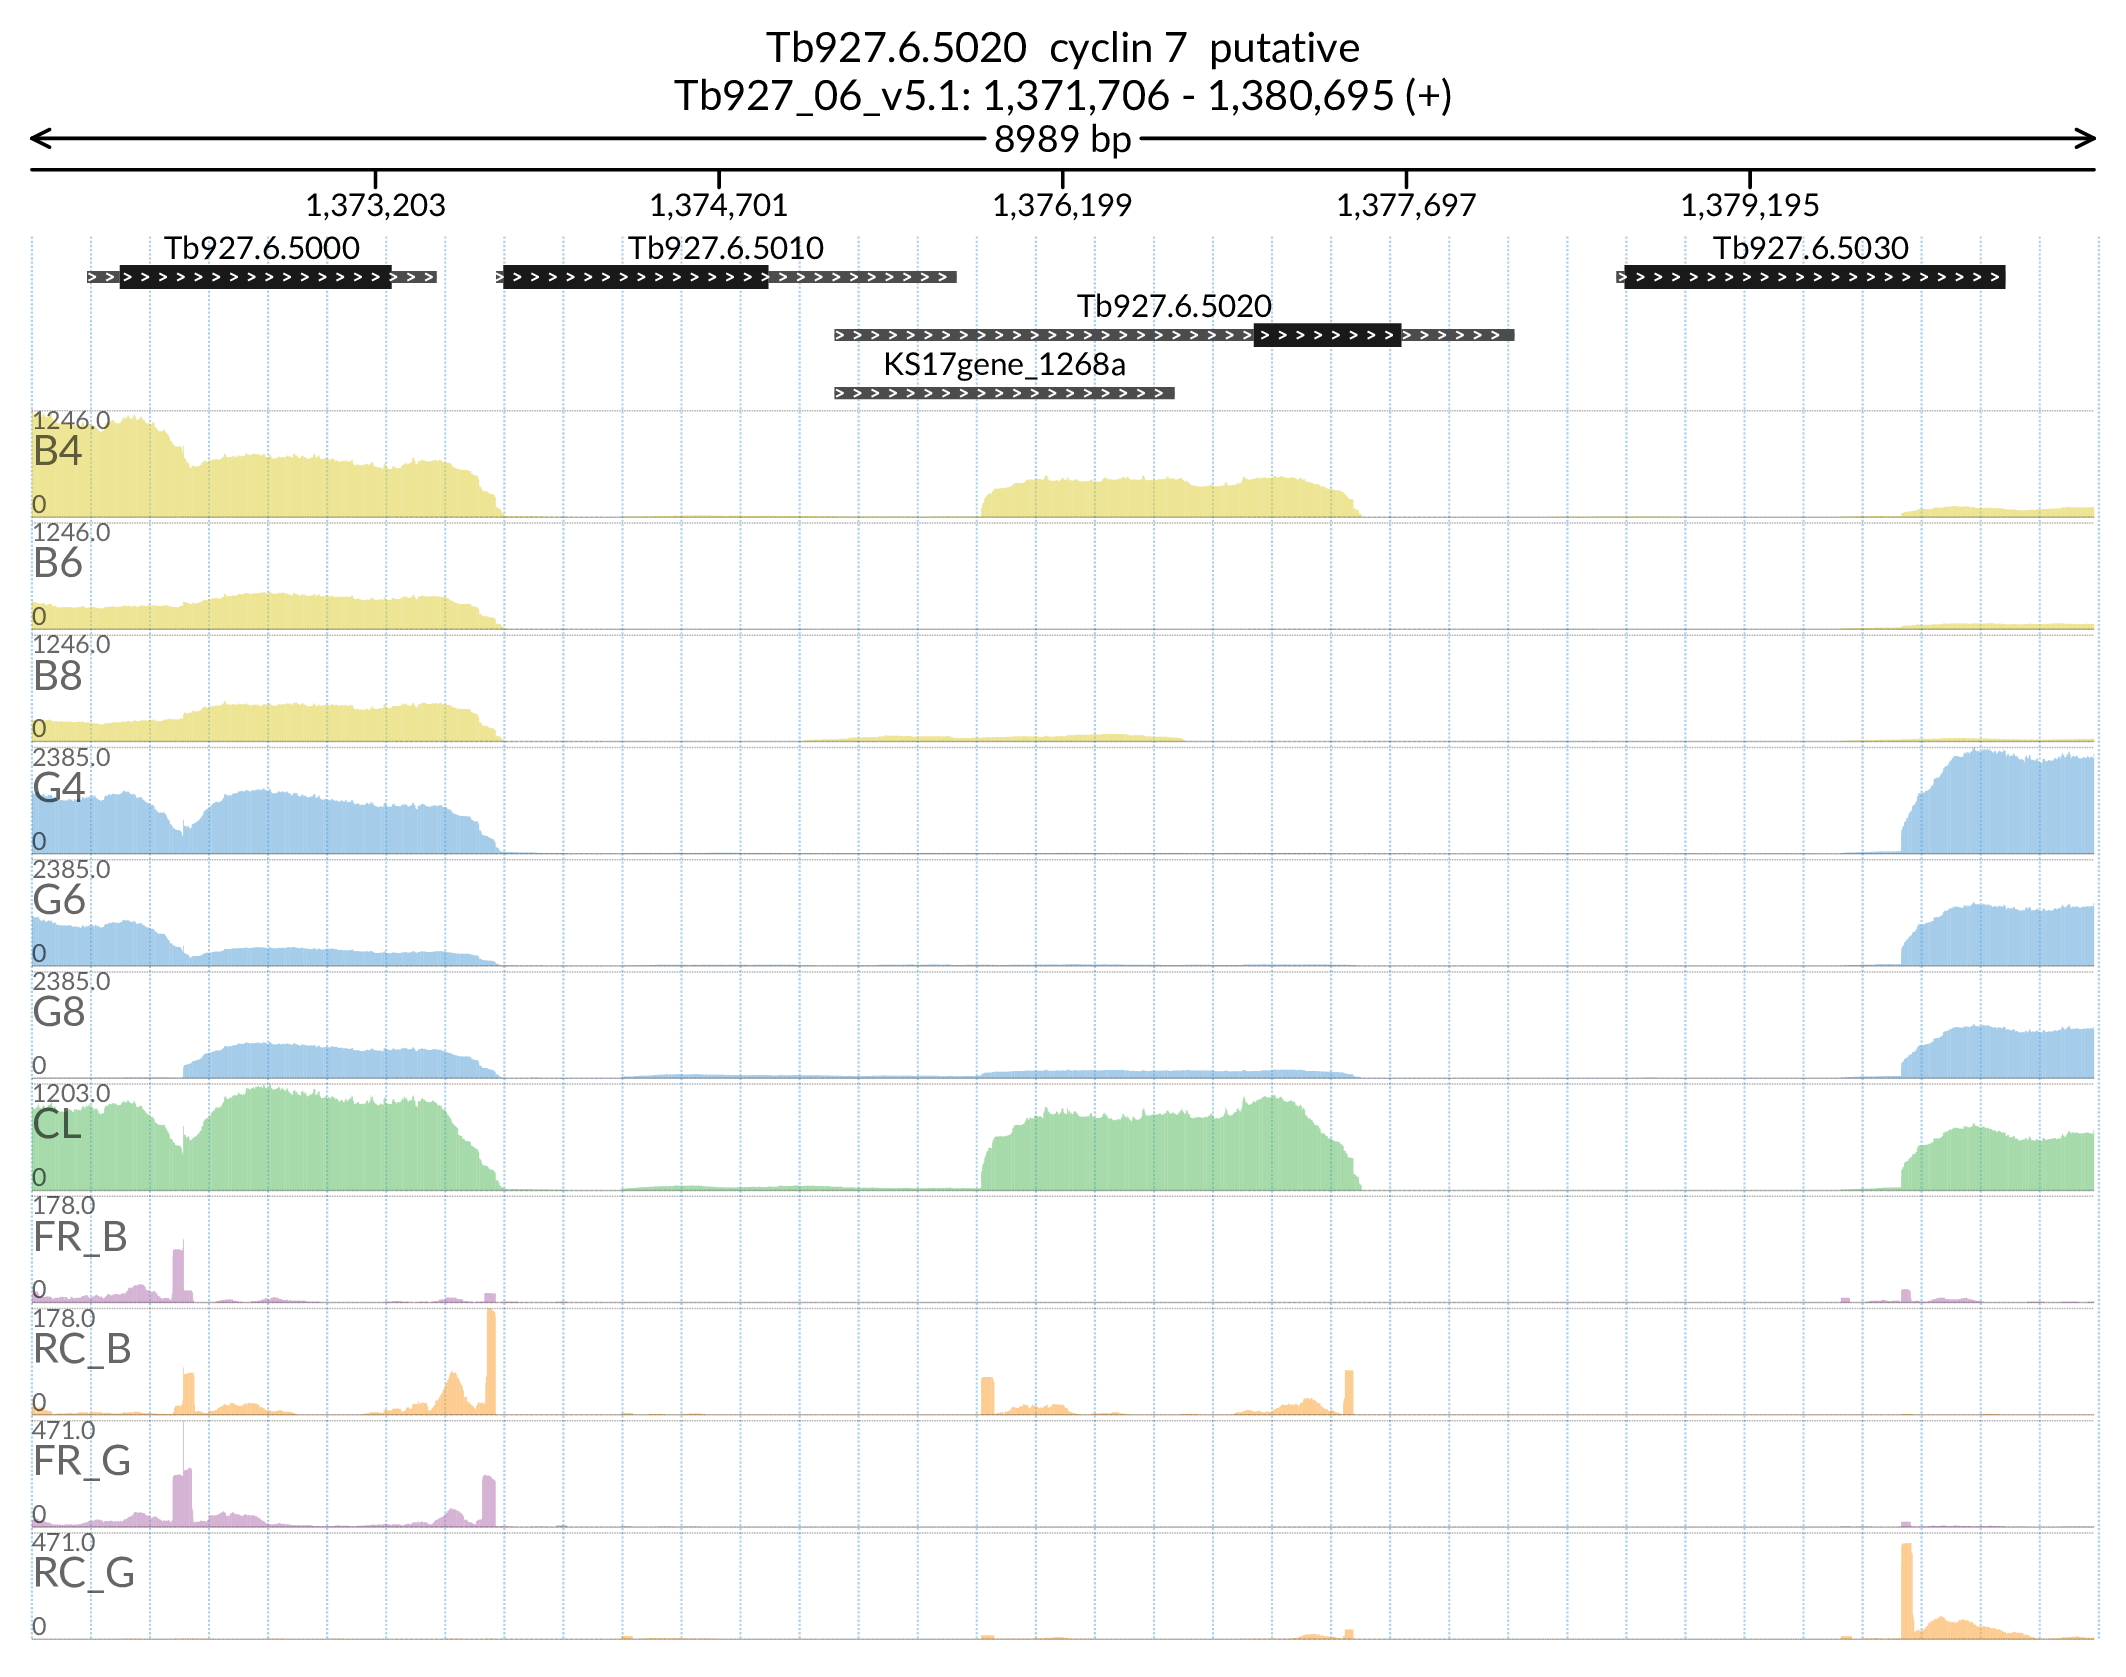 Tb927.6.5020 cyclin 7 putative
Tb927_06_v5.1: 1,371,706 - 1,380,695 (+)
8989 bp
1,373,203 1,374,701 1,376,199 1,377,697 1,379,195
Tb927.6.5000 Tb927.6.5010 Tb927.6.5030
Tb927.6.5020
KS17gene_1268a
1246.0
B4
0
1246.0
B6
0
1246.0
B8
0
2385.0
G4
0
2385.0
G6
0
2385.0
G8
0
1203.0
CL
0
178.0
FR_B
0
178.0
RC_B
0
471.0
FR_G
0
471.0
RC_G
0